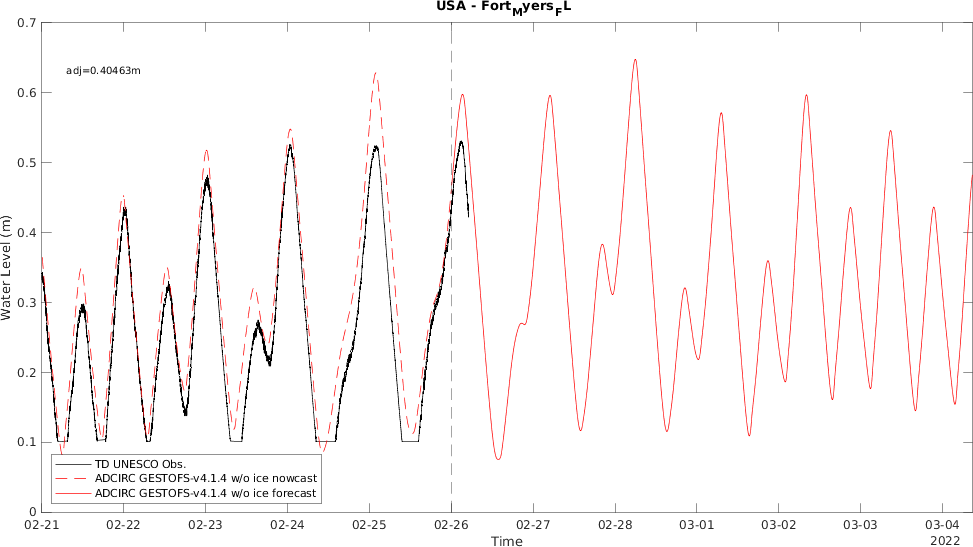 USA - FortMyersFL
0.7
adj=0.40463m
0.6
0.5
0.4
0.3
0.2
0.1
0
Water Level (m)
TD UNESCO Obs.
ADCIRC GESTOFS-v4.1.4 w/o ice nowcast
ADCIRC GESTOFS-v4.1.4 w/o ice forecast
02-21 02-22 02-23 02-24 02-25 02-26 02-27 02-28 03-01 03-02 03-03 03-04
Time 2022